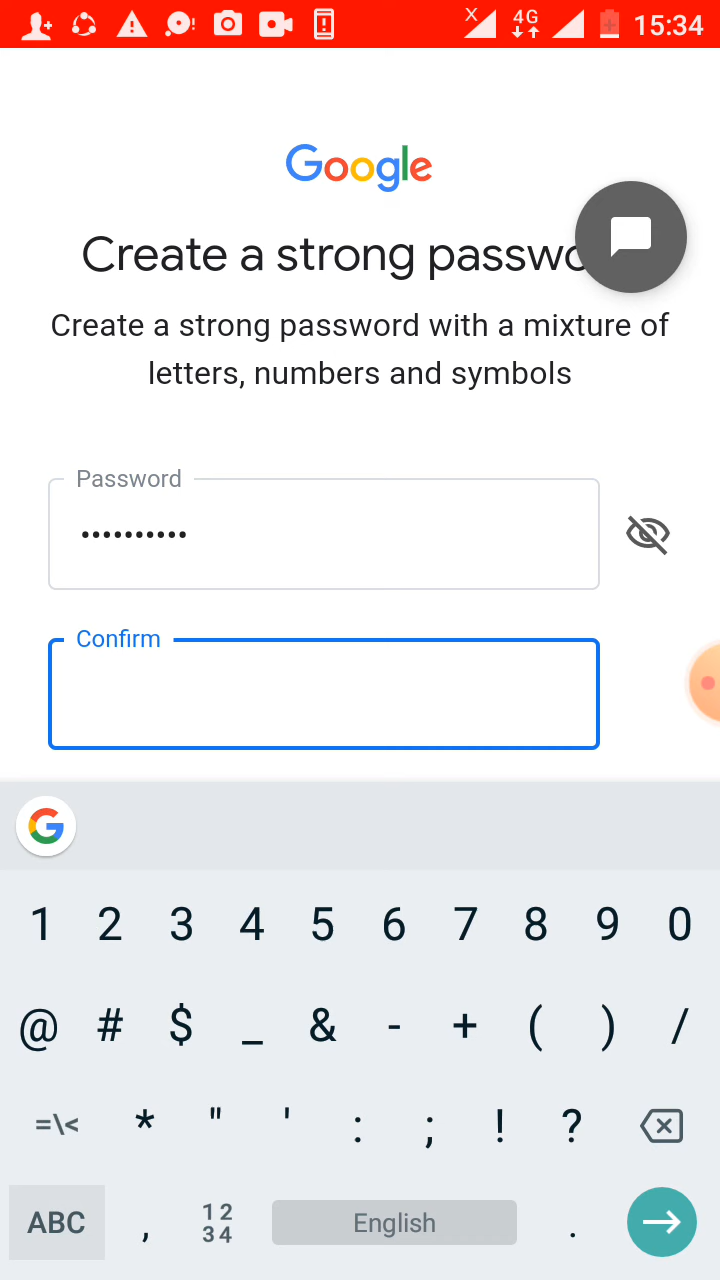 X 4G 15:34
Google
Create a strong passwo
Create a strong password with a mixture of
letters, numbers and symbols
Password
••••••••••
Confirm
G
1 2 3 4 5 6 7 8 9 0
@ # $ _ & - + ( ) /
=\< * " ' : ; ! ?
ABC , 12 34 English .